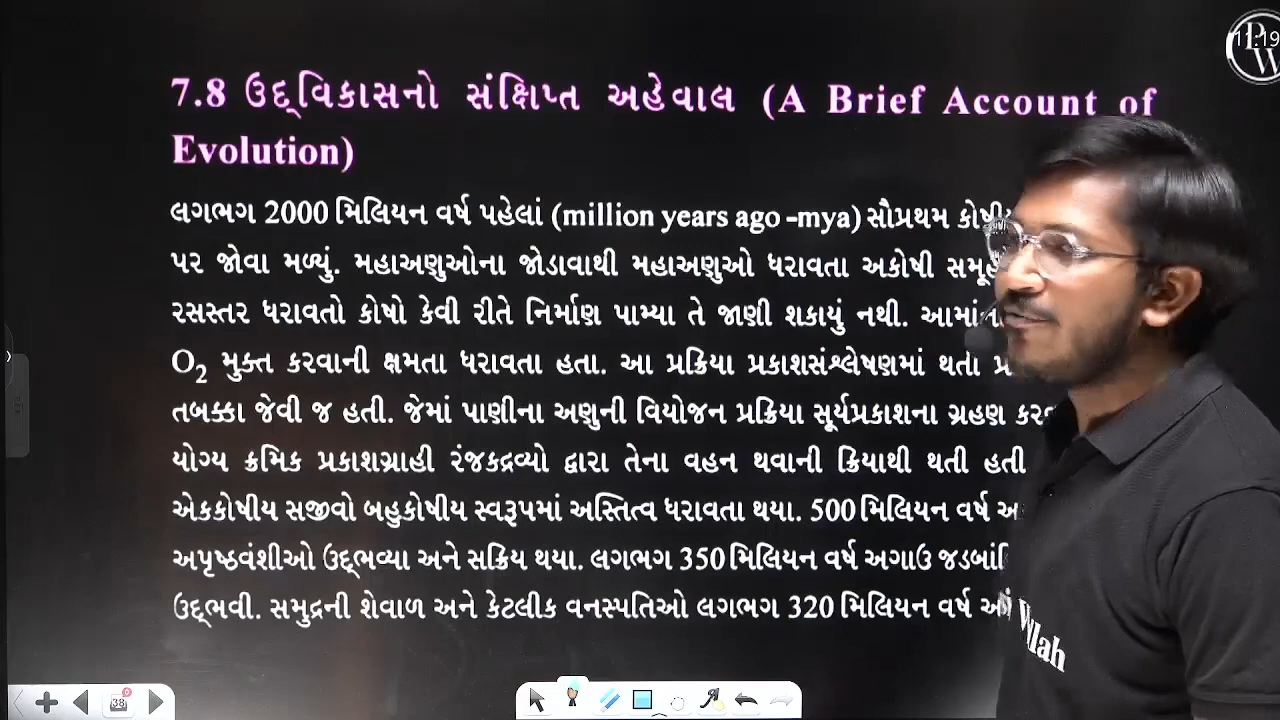 7.8 ઉદ્‌વિકાસનો સંક્ષિપ્ત અહેવાલ (A Brief Account of
Evolution)
લગભગ 2000 મિલિયન વર્ષ પહેલાં (million years ago -mya) સૌપ્રથમ
પર જોવા મળ્યું. મહાઅણુઓના જોડાવાથી મહાઅણુઓ ધરાવતા અકોષી
રસસ્તર ધરાવતો કોષો કેવી રીતે નિર્માણ પામ્યા તે જાણી શકાયું નથી.
O₂ મુક્ત કરવાની ક્ષમતા ધરાવતા હતા. આ પ્રક્રિયા પ્રકાશસંશ્લેષણમાં થતા
તબક્કા જેવી જ હતી. જેમાં પાણીના અણુની વિયોજન પ્રક્રિયા સૂર્યપ્રકાશના ગ્રહણ
યોગ્ય ક્રમિક પ્રકાશગ્રાહી રંજકદ્રવ્યો દ્વારા તેના વહન થવાની ક્રિયાથી થતી હતી
એકકોષીય સજીવો બહુકોષીય સ્વરૂપમાં અસ્તિત્વ ધરાવતા થયા. 500 મિલિયન વર્ષ
અપૃષ્ઠવંશીઓ ઉદ્‌ભવ્યા અને સક્રિય થયા. લગભગ 350 મિલિયન વર્ષ અગાઉ
ઉદ્‌ભવી. સમુદ્રની શેવાળ અને કેટલીક વનસ્પતિઓ લગભગ 320 મિલિયન વર્ષ
PW
38